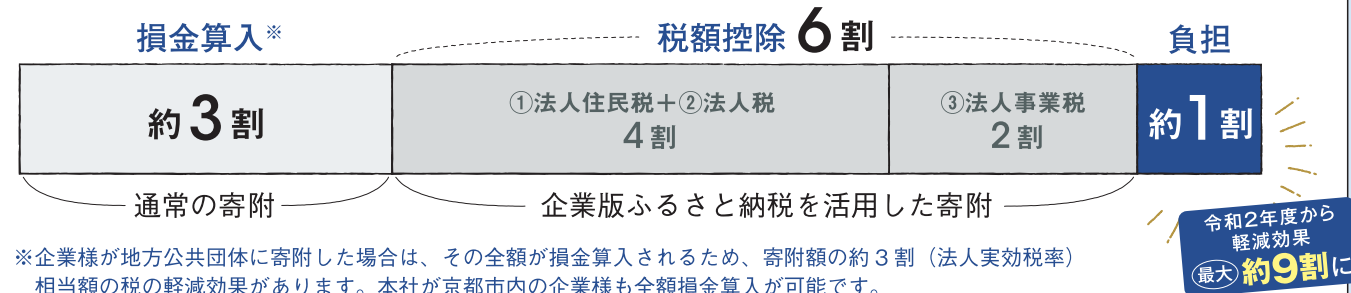 損金算入※
税額控除 6割
負担
約3割
①法人住民税＋②法人税
4割
③法人事業税
2割
約1割
通常の寄附
企業版ふるさと納税を活用した寄附
※企業様が地方公共団体に寄附した場合は、その全額が損金算入されるため、寄附額の約3割（法人実効税率）
相当額の税の軽減効果があります。本社が京都市内の企業様も全額損金算入が可能です。
令和2年度から
軽減効果
最大 約9割に